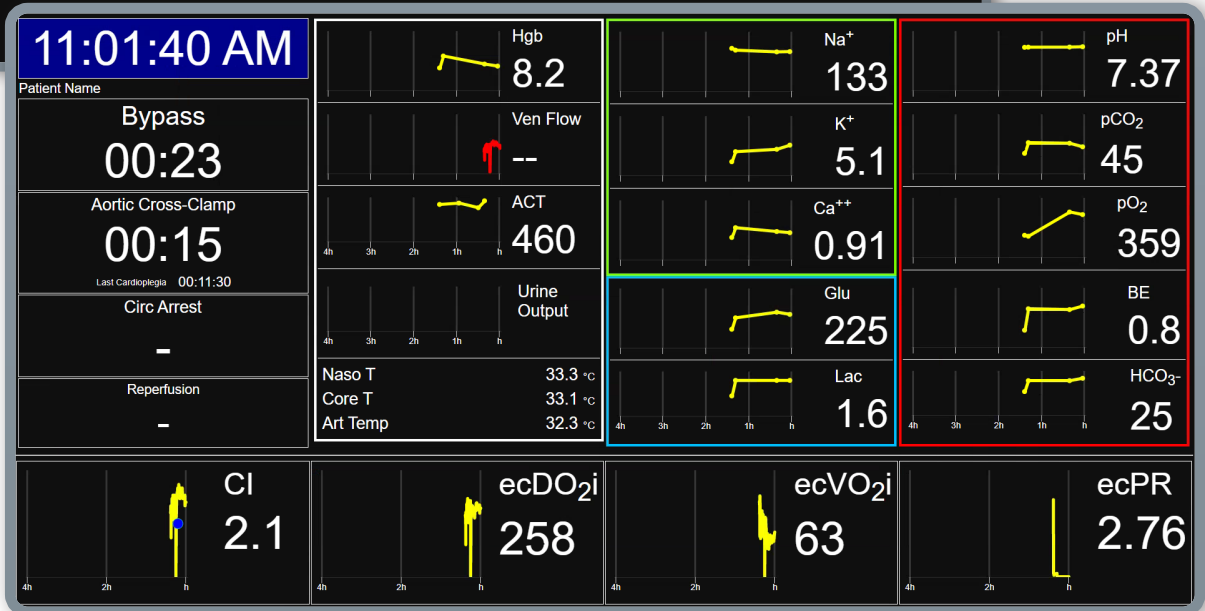 11:01:40 AM
Patient Name
Bypass
00:23
Aortic Cross-Clamp
00:15
Last Cardioplegia 00:11:30
Circ Arrest
-
Reperfusion
-
Hgb
8.2
Ven Flow
--
ACT
460
4h 3h 2h 1h h
Urine
Output
4h 3h 2h 1h h
Naso T 33.3 °C
Core T 33.1 °C
Art Temp 32.3 °C
Na⁺
133
K⁺
5.1
Ca⁺⁺
0.91
Glu
225
Lac
1.6
4h 3h 2h 1h h
pH
7.37
pCO₂
45
pO₂
359
BE
0.8
HCO₃-
25
4h 3h 2h 1h h
CI
2.1
4h 2h h
ecDO₂i
258
4h 2h h
ecVO₂i
63
4h 2h h
ecPR
2.76
4h 2h h